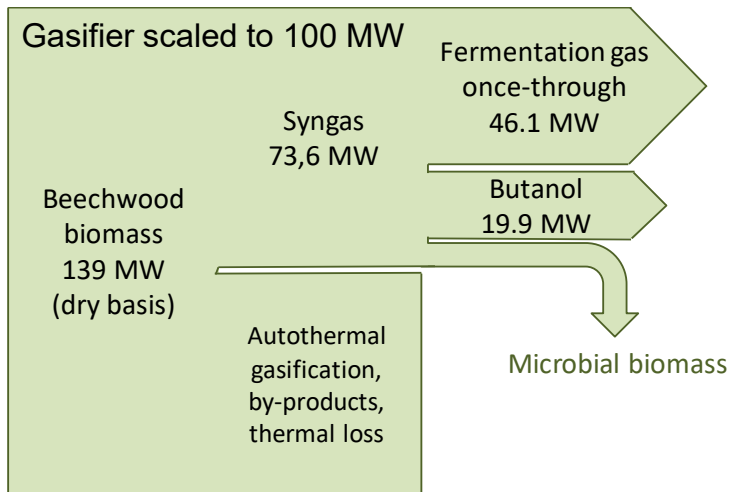 Gasifier scaled to 100 MW
Fermentation gas
once-through
46.1 MW
Syngas
73,6 MW
Butanol
19.9 MW
Beechwood
biomass
139 MW
(dry basis)
Autothermal
gasification,
by-products,
thermal loss
Microbial biomass